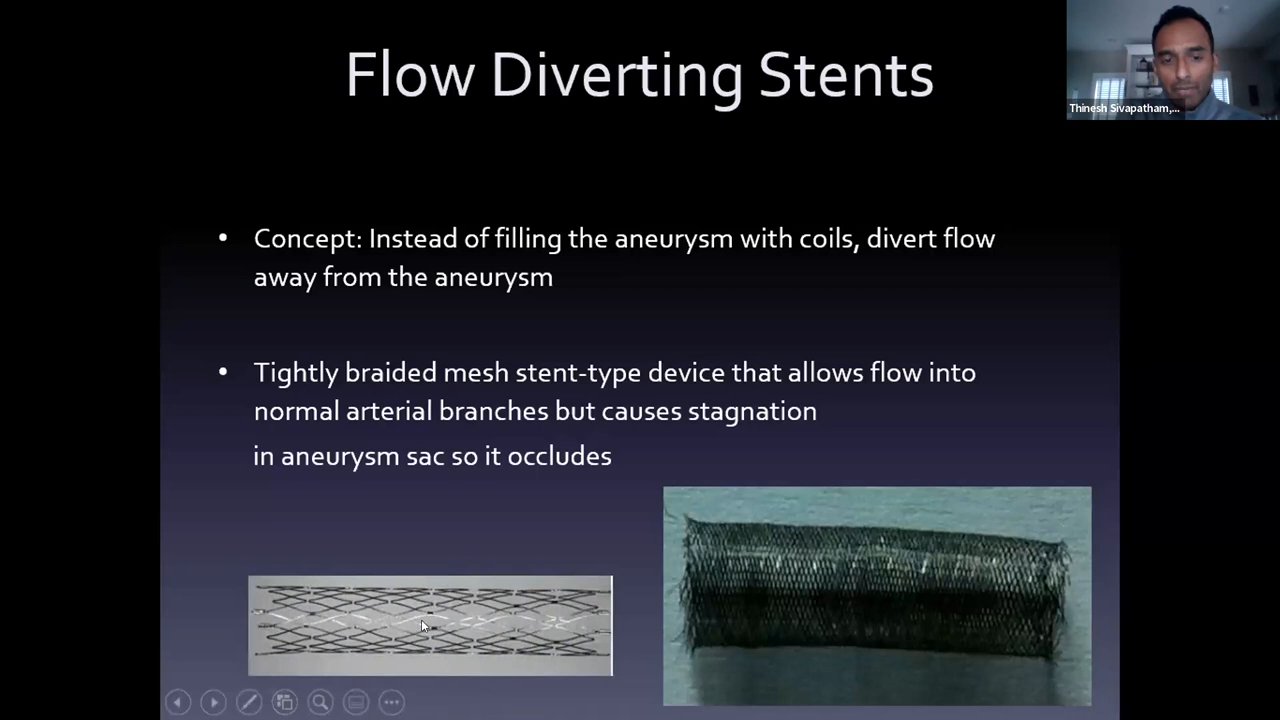 Flow Diverting Stents
Thinesh Sivapatham,...
• Concept: Instead of filling the aneurysm with coils, divert flow
away from the aneurysm
• Tightly braided mesh stent-type device that allows flow into
normal arterial branches but causes stagnation
in aneurysm sac so it occludes